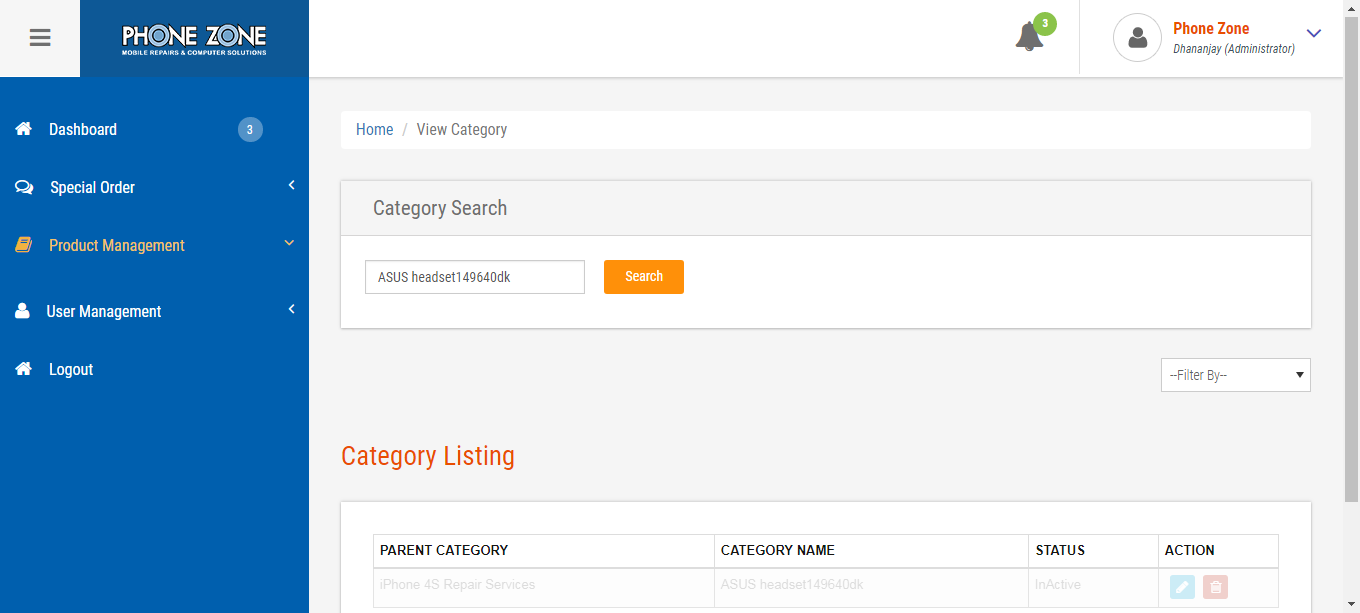 PHONE ZONE
MOBILE REPAIRS & COMPUTER SOLUTIONS
3
Phone Zone
Dhananjay (Administrator)
Dashboard 3
Special Order
Product Management
User Management
Logout
Home / View Category
Category Search
ASUS headset149640dk Search
--Filter By--
Category Listing
PARENT CATEGORY CATEGORY NAME STATUS ACTION
iPhone 4S Repair Services ASUS headset149640dk InActive